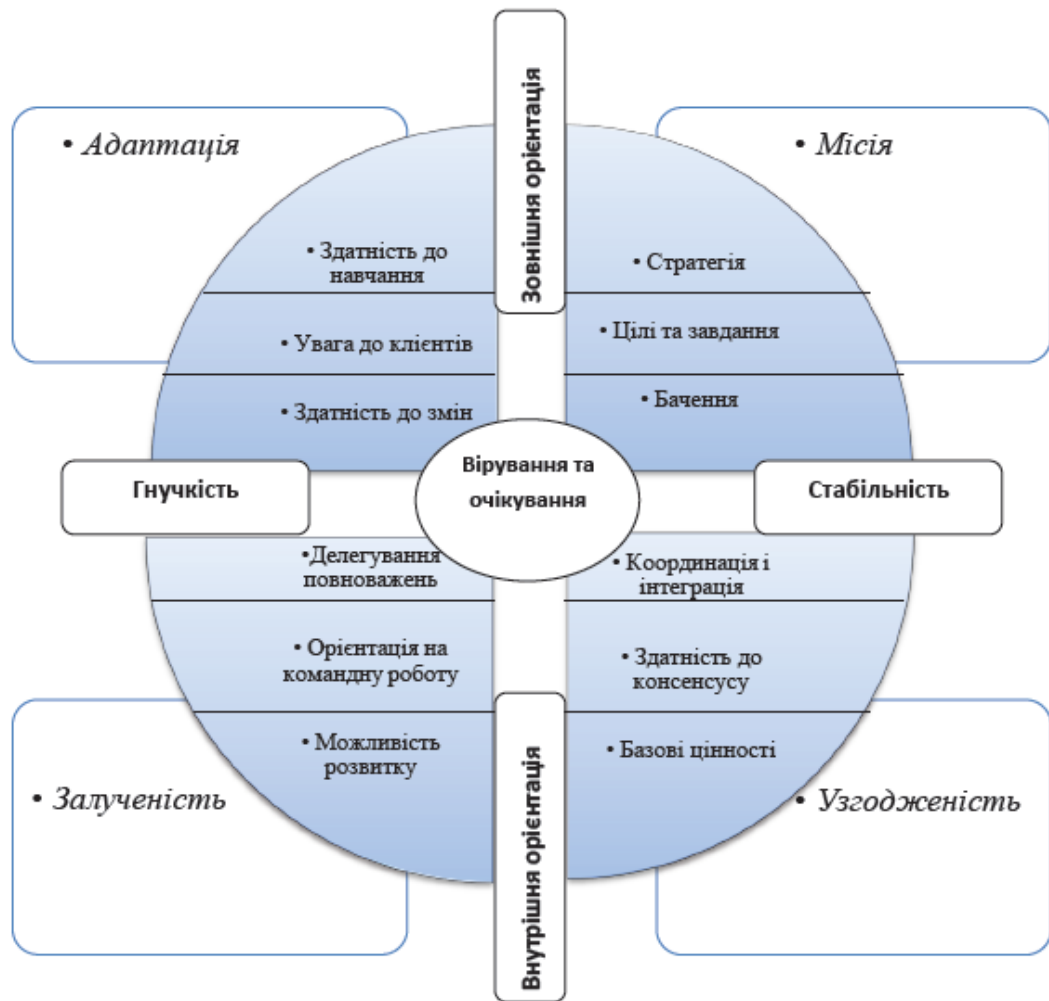 Зовнішня орієнтація
• Адаптація
• Місія
• Здатність до
навчання
• Стратегія
• Увага до клієнтів
• Цілі та завдання
• Здатність до змін
• Бачення
Гнучкість
Вірування та
очікування
Стабільність
•Делегування
повноважень
• Координація і
інтеграція
• Орієнтація на
командну роботу
• Здатність до
консенсусу
• Можливість
розвитку
• Базові цінності
• Залученість
• Узгодженість
Внутрішня орієнтація